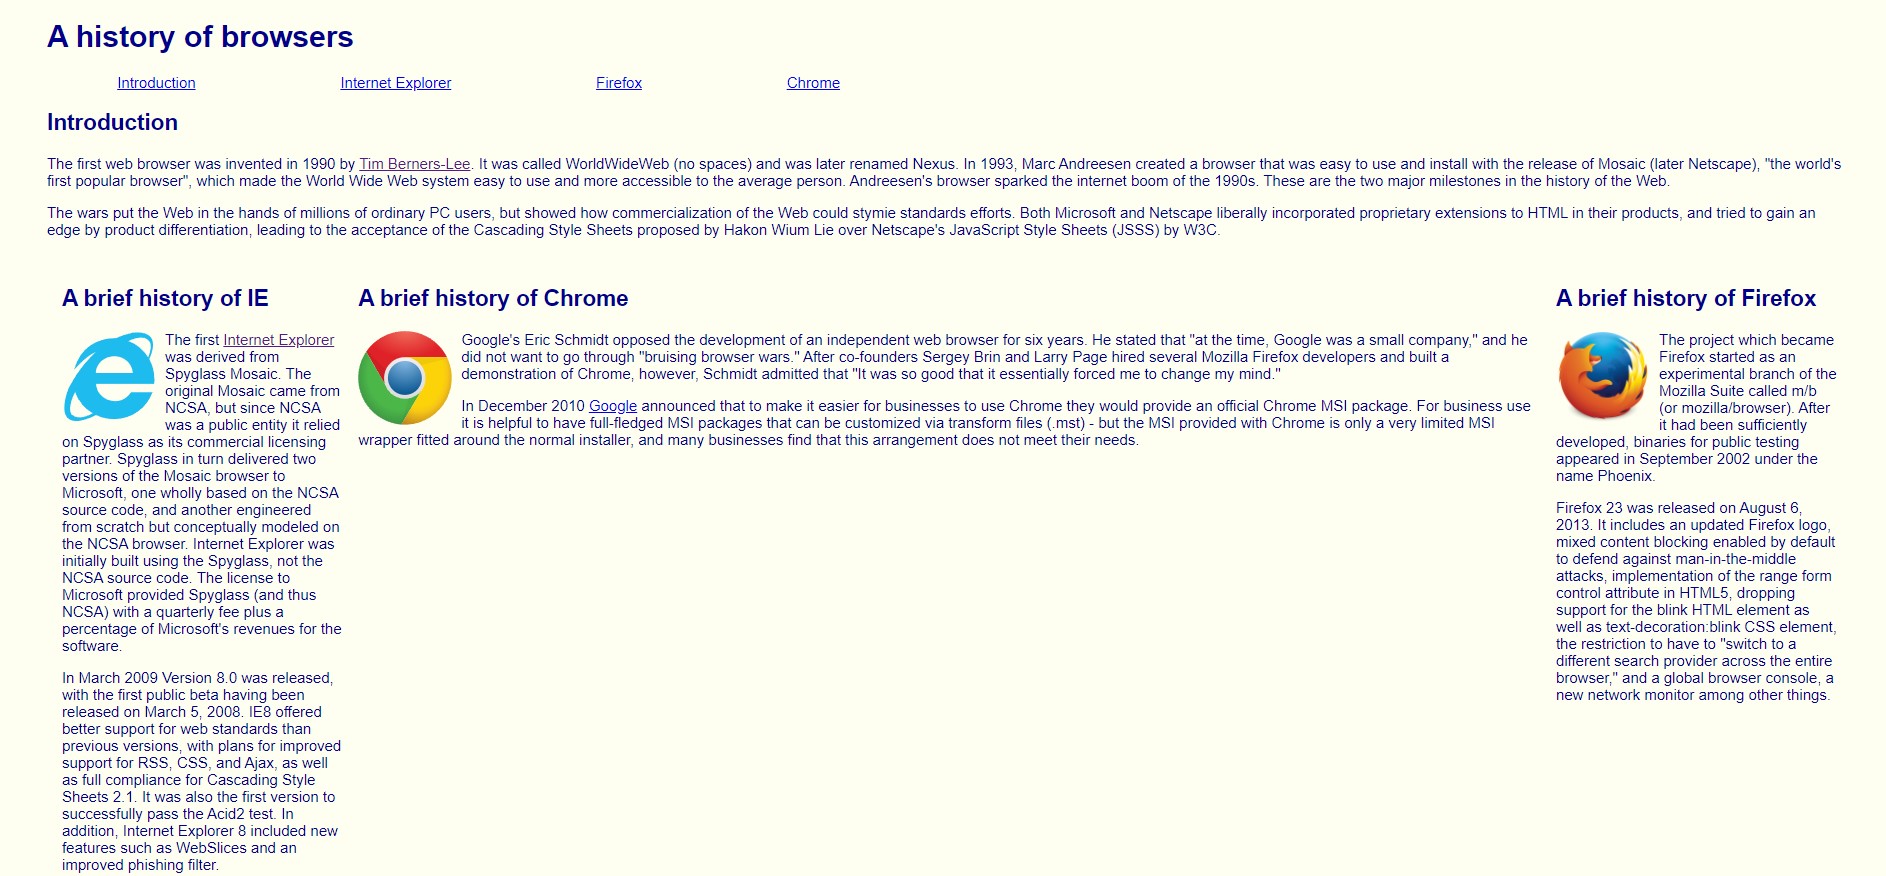 A history of browsers
Introduction
Internet Explorer
Firefox
Chrome
Introduction
The first web browser was invented in 1990 by Tim Berners-Lee. It was called WorldWideWeb (no spaces) and was later renamed Nexus. In 1993, Marc Andreesen created a browser that was easy to use and install with the release of Mosaic (later Netscape), "the world's
first popular browser", which made the World Wide Web system easy to use and more accessible to the average person. Andreesen's browser sparked the internet boom of the 1990s. These are the two major milestones in the history of the Web.
The wars put the Web in the hands of millions of ordinary PC users, but showed how commercialization of the Web could stymie standards efforts. Both Microsoft and Netscape liberally incorporated proprietary extensions to HTML in their products, and tried to gain an
edge by product differentiation, leading to the acceptance of the Cascading Style Sheets proposed by Hakon Wium Lie over Netscape's JavaScript Style Sheets (JSSS) by W3C.
A brief history of IE
The first Internet Explorer
was derived from
Spyglass Mosaic. The
original Mosaic came from
NCSA, but since NCSA
was a public entity it relied
on Spyglass as its commercial licensing
partner. Spyglass in turn delivered two
versions of the Mosaic browser to
Microsoft, one wholly based on the NCSA
source code, and another engineered
from scratch but conceptually modeled on
the NCSA browser. Internet Explorer was
initially built using the Spyglass, not the
NCSA source code. The license to
Microsoft provided Spyglass (and thus
NCSA) with a quarterly fee plus a
percentage of Microsoft's revenues for the
software.
In March 2009 Version 8.0 was released,
with the first public beta having been
released on March 5, 2008. IE8 offered
better support for web standards than
previous versions, with plans for improved
support for RSS, CSS, and Ajax, as well
as full compliance for Cascading Style
Sheets 2.1. It was also the first version to
successfully pass the Acid2 test. In
addition, Internet Explorer 8 included new
features such as WebSlices and an
improved phishing filter.
A brief history of Chrome
Google's Eric Schmidt opposed the development of an independent web browser for six years. He stated that "at the time, Google was a small company," and he
did not want to go through "bruising browser wars." After co-founders Sergey Brin and Larry Page hired several Mozilla Firefox developers and built a
demonstration of Chrome, however, Schmidt admitted that "It was so good that it essentially forced me to change my mind."
In December 2010 Google announced that to make it easier for businesses to use Chrome they would provide an official Chrome MSI package. For business use
it is helpful to have full-fledged MSI packages that can be customized via transform files (.mst) - but the MSI provided with Chrome is only a very limited MSI
wrapper fitted around the normal installer, and many businesses find that this arrangement does not meet their needs.
A brief history of Firefox
The project which became
Firefox started as an
experimental branch of the
Mozilla Suite called m/b
(or mozilla/browser). After
it had been sufficiently
developed, binaries for public testing
appeared in September 2002 under the
name Phoenix.
Firefox 23 was released on August 6,
2013. It includes an updated Firefox logo,
mixed content blocking enabled by default
to defend against man-in-the-middle
attacks, implementation of the range form
control attribute in HTML5, dropping
support for the blink HTML element as
well as text-decoration:blink CSS element,
the restriction to have to "switch to a
different search provider across the entire
browser," and a global browser console, a
new network monitor among other things.